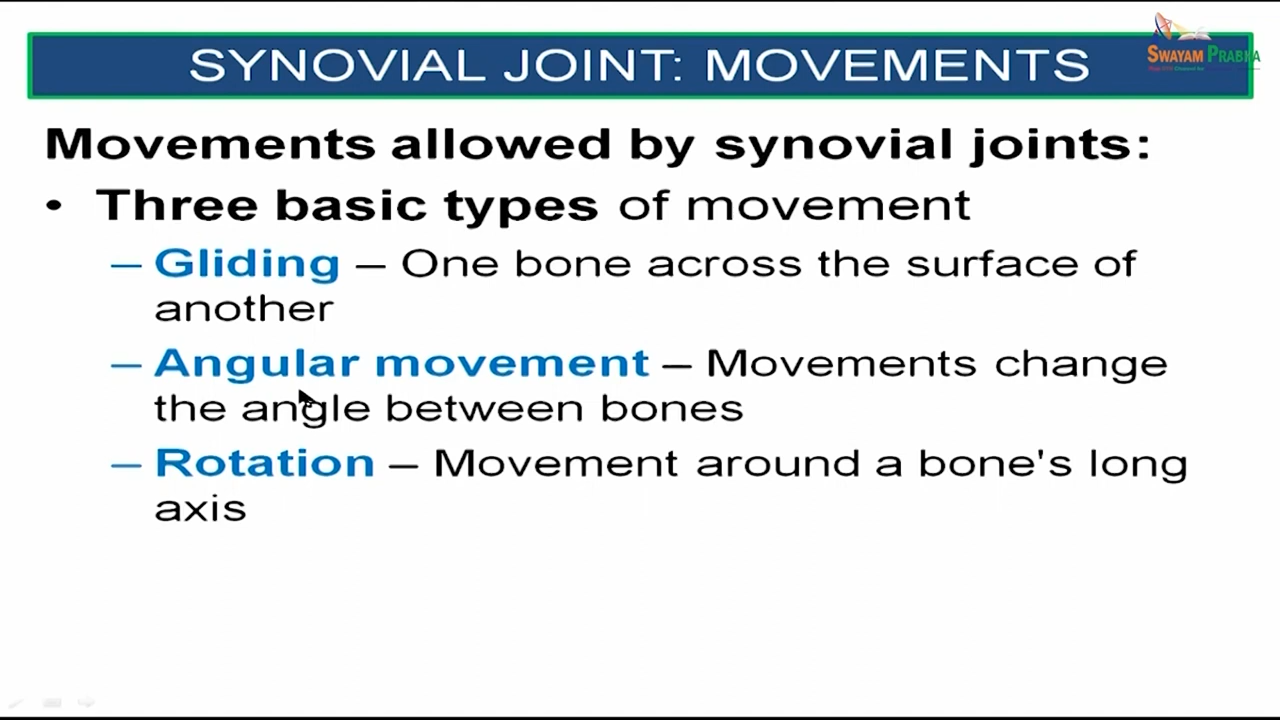 SYNOVIAL JOINT: MOVEMENTS
SWAYAM PRABHA
Movements allowed by synovial joints:
• Three basic types of movement
– Gliding – One bone across the surface of
another
– Angular movement – Movements change
the angle between bones
– Rotation – Movement around a bone's long
axis